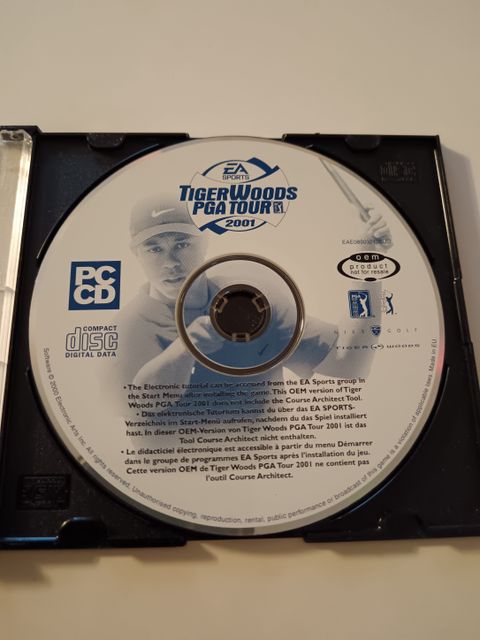 EA
SPORTS
TIGER WOODS
PGA TOUR
2001
PC
CD
oem
product
not for resale
COMPACT
disc
DIGITAL DATA
PGA TOUR
TIGER WOODS
• The Electronic tutorial can be accessed from the EA Sports group in
the Start Menu after installing the game. This OEM version of Tiger
Woods PGA Tour 2001 does not include the Course Architect Tool.
• Das elektronische Tutorium kannst du über das EA SPORTS-
Verzeichnis im Start-Menü aufrufen, nachdem du das Spiel installiert
hast. In dieser OEM-Version von Tiger Woods PGA Tour 2001 ist das
Tool Course Architect nicht enthalten.
• Le didacticiel électronique est accessible à partir du menu Démarrer
dans le groupe de programmes EA Sports après l'installation du jeu.
Cette version OEM de Tiger Woods PGA Tour 2001 ne contient pas
l'outil Course Architect.
Software © 2000 Electronic Arts Inc. All rights reserved. Unauthorised copying, reproduction, rental, public performance or broadcast of this game is a violation of applicable laws. Made in EU.